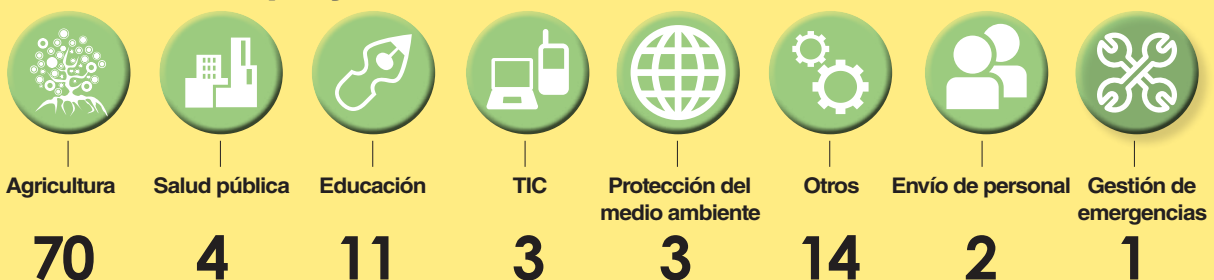 Agricultura
70
Salud pública
4
Educación
11
TIC
3
Protección del
medio ambiente
3
Otros
14
Envío de personal
2
Gestión de
emergencias
1